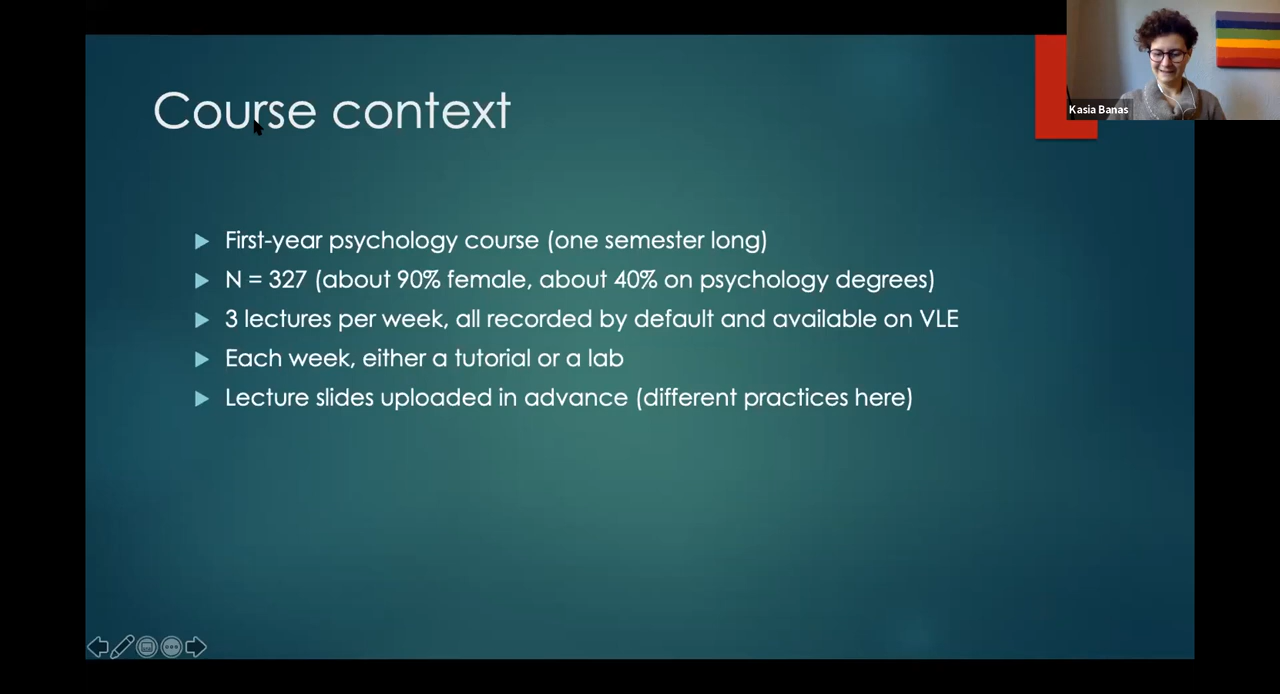 Course context
Kasia Banas
First-year psychology course (one semester long)
N = 327 (about 90% female, about 40% on psychology degrees)
3 lectures per week, all recorded by default and available on VLE
Each week, either a tutorial or a lab
Lecture slides uploaded in advance (different practices here)